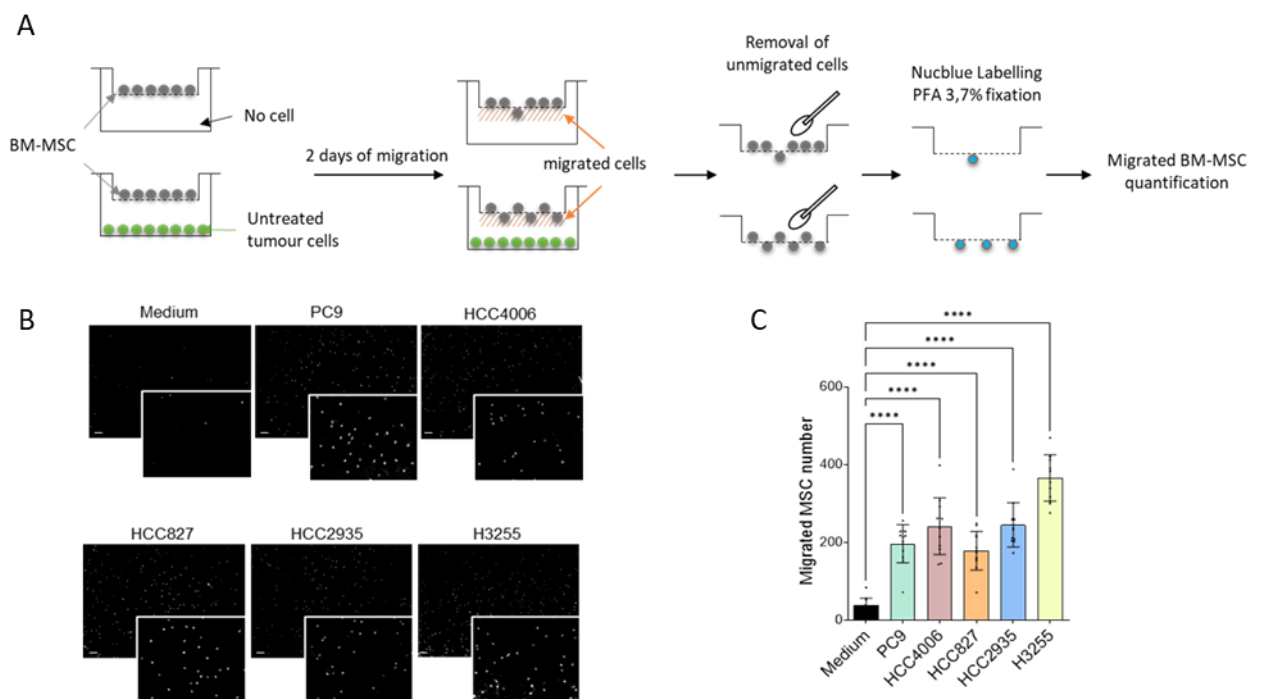 A
BM-MSC
No cell
Untreated
tumour cells
2 days of migration
migrated cells
Removal of
unmigrated cells
Nucblue Labelling
PFA 3,7% fixation
Migrated BM-MSC
quantification
B
Medium
PC9
HCC4006
HCC827
HCC2935
H3255
C
****
****
****
****
****
Migrated MSC number
600
400
200
0
Medium
PC9
HCC4006
HCC827
HCC2935
H3255